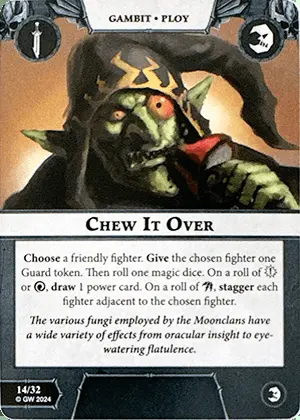 GAMBIT • PLOY
CHEW IT OVER
Choose a friendly fighter. Give the chosen fighter one
Guard token. Then roll one magic dice. On a roll of
or , draw 1 power card. On a roll of , stagger each
fighter adjacent to the chosen fighter.
The various fungi employed by the Moonclans have
a wide variety of effects from oracular insight to eye-
watering flatulence.
14/32
© GW 2024